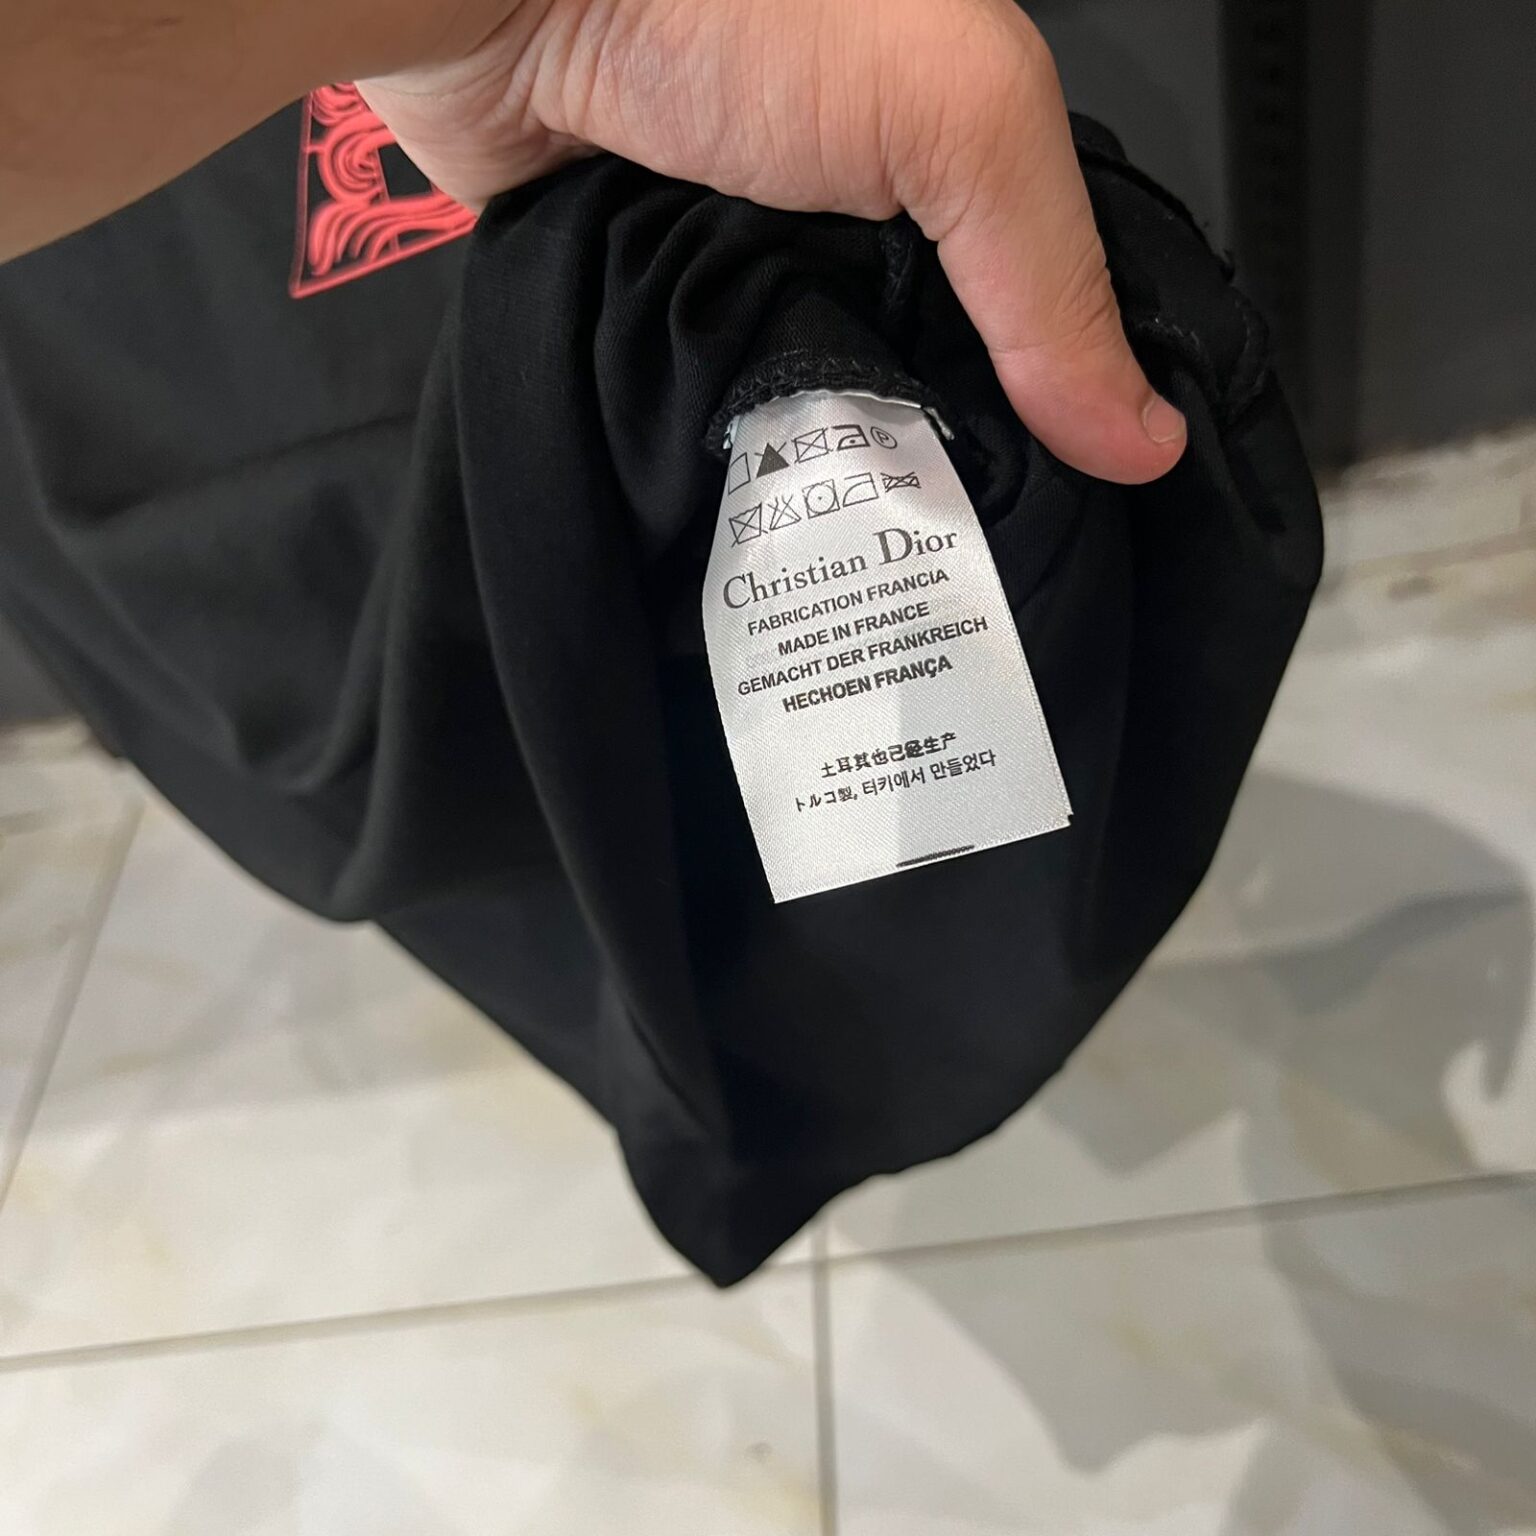 P
Christian Dior
FABRICATION FRANCIA
MADE IN FRANCE
GEMACHT DER FRANKREICH
HECHOEN FRANÇA
土耳其也已经生产
トルコ製, 터키에서 만들었다